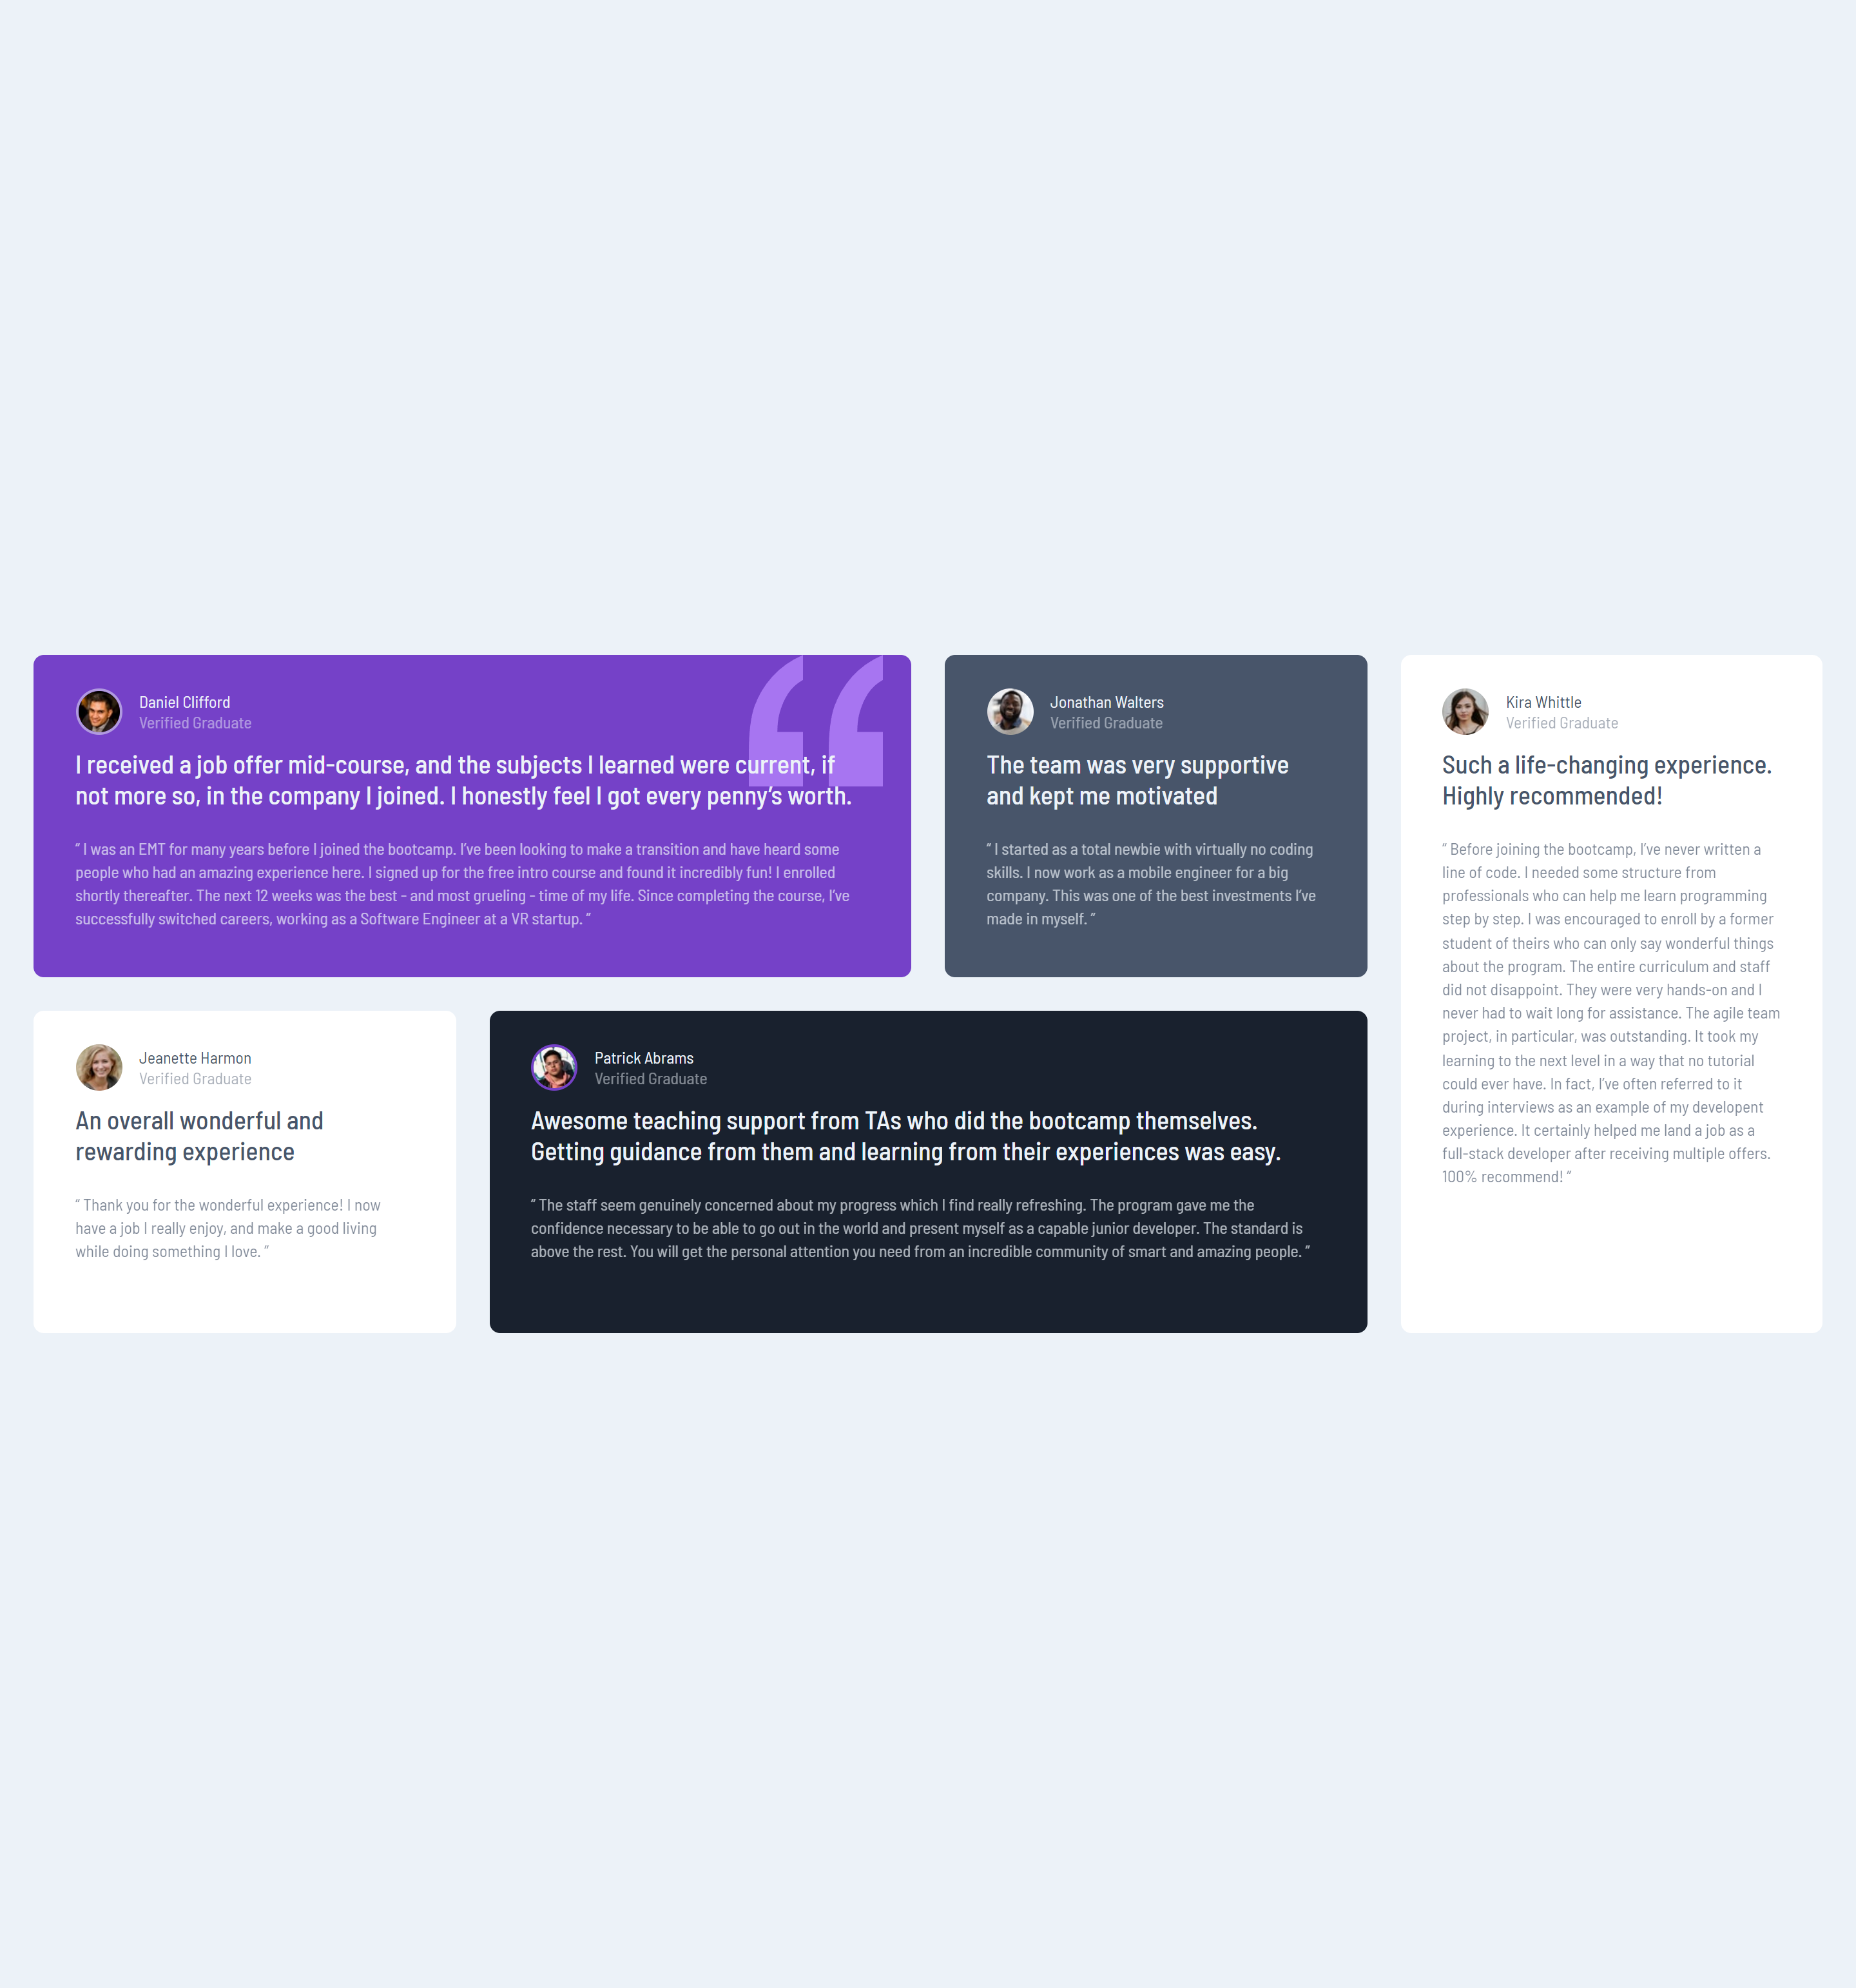 Daniel Clifford
Verified Graduate
I received a job offer mid-course, and the subjects I learned were current, if
not more so, in the company I joined. I honestly feel I got every penny’s worth.
“ I was an EMT for many years before I joined the bootcamp. I’ve been looking to make a transition and have heard some
people who had an amazing experience here. I signed up for the free intro course and found it incredibly fun! I enrolled
shortly thereafter. The next 12 weeks was the best - and most grueling - time of my life. Since completing the course, I’ve
successfully switched careers, working as a Software Engineer at a VR startup. ”
Jonathan Walters
Verified Graduate
The team was very supportive
and kept me motivated
“ I started as a total newbie with virtually no coding
skills. I now work as a mobile engineer for a big
company. This was one of the best investments I’ve
made in myself. ”
Kira Whittle
Verified Graduate
Such a life-changing experience.
Highly recommended!
“ Before joining the bootcamp, I’ve never written a
line of code. I needed some structure from
professionals who can help me learn programming
step by step. I was encouraged to enroll by a former
student of theirs who can only say wonderful things
about the program. The entire curriculum and staff
did not disappoint. They were very hands-on and I
never had to wait long for assistance. The agile team
project, in particular, was outstanding. It took my
learning to the next level in a way that no tutorial
could ever have. In fact, I’ve often referred to it
during interviews as an example of my developent
experience. It certainly helped me land a job as a
full-stack developer after receiving multiple offers.
100% recommend! ”
Jeanette Harmon
Verified Graduate
An overall wonderful and
rewarding experience
“ Thank you for the wonderful experience! I now
have a job I really enjoy, and make a good living
while doing something I love. ”
Patrick Abrams
Verified Graduate
Awesome teaching support from TAs who did the bootcamp themselves.
Getting guidance from them and learning from their experiences was easy.
“ The staff seem genuinely concerned about my progress which I find really refreshing. The program gave me the
confidence necessary to be able to go out in the world and present myself as a capable junior developer. The standard is
above the rest. You will get the personal attention you need from an incredible community of smart and amazing people. ”